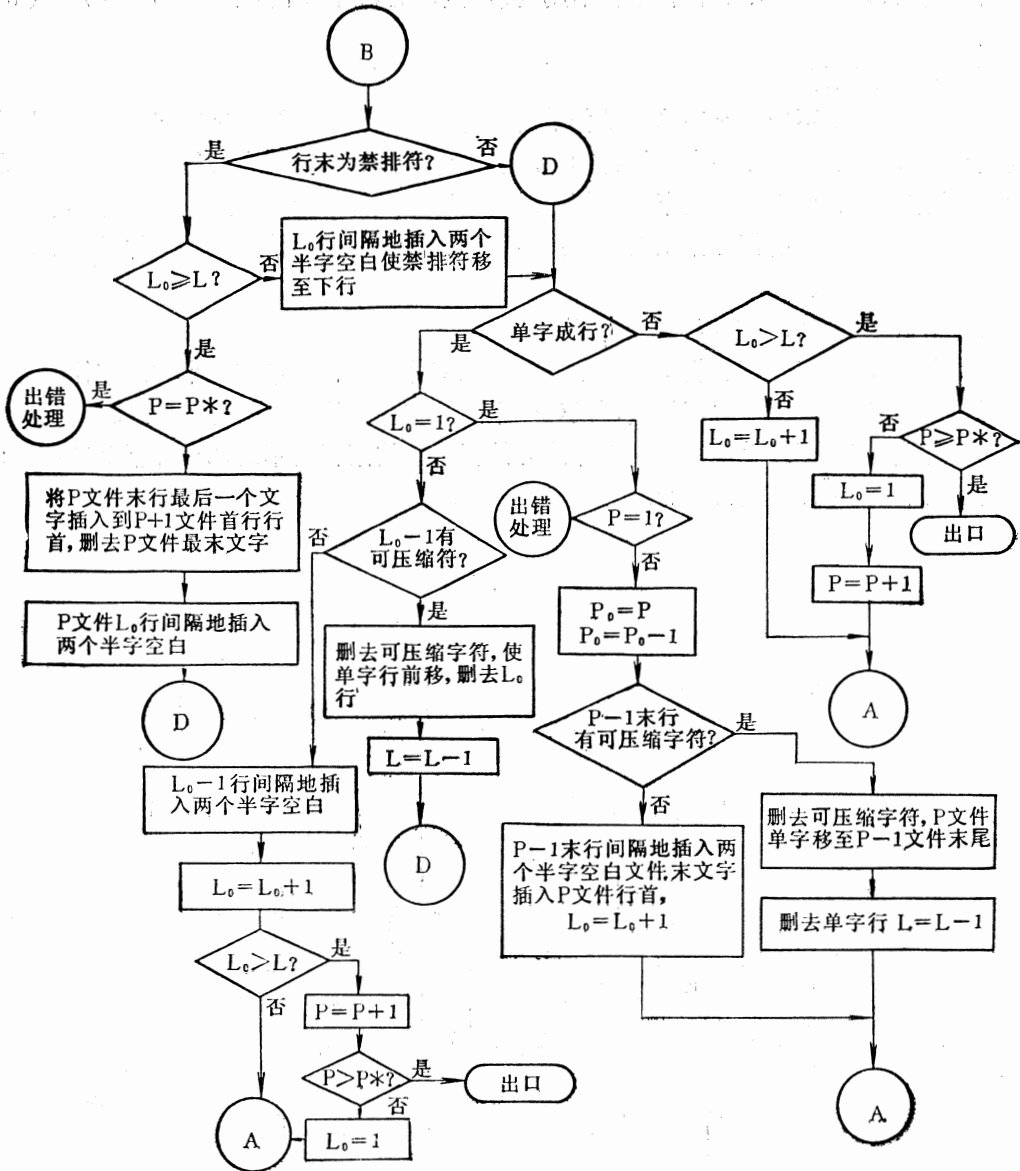 B
行末为禁排符?
是
否
D
L₀≥L?
否
L₀行间隔地插入两个
半字空白使禁排符移
至下行
是
单字成行?
是
否
L₀>L?
是
否
出错
处理
是
P=P*?
L₀=1?
是
否
L₀=L₀+1
P≥P*?
否
是
L₀=1
出口
P=P+1
A
将P文件末行最后一个文
字插入到P+1文件首行行
首,删去P文件最末文字
P文件L₀行间隔地插入
两个半字空白
D
L₀-1有
可压缩符?
否
是
出错
处理
P=1?
否
P₀=P
P₀=P₀-1
删去可压缩字符,使
单字行前移,删去L₀
行
L=L-1
D
P-1末行
有可压缩字符?
是
否
L₀-1行间隔地插
入两个半字空白
L₀=L₀+1
L₀>L?
是
否
P=P+1
P>P*?
是
出口
否
L₀=1
A
P-1末行间隔地插入两
个半字空白文件,末文字
插入P文件行首,
L₀=L₀+1
删去可压缩字符,P文件
单字移至P-1文件末尾
删去单字行 L=L-1
A